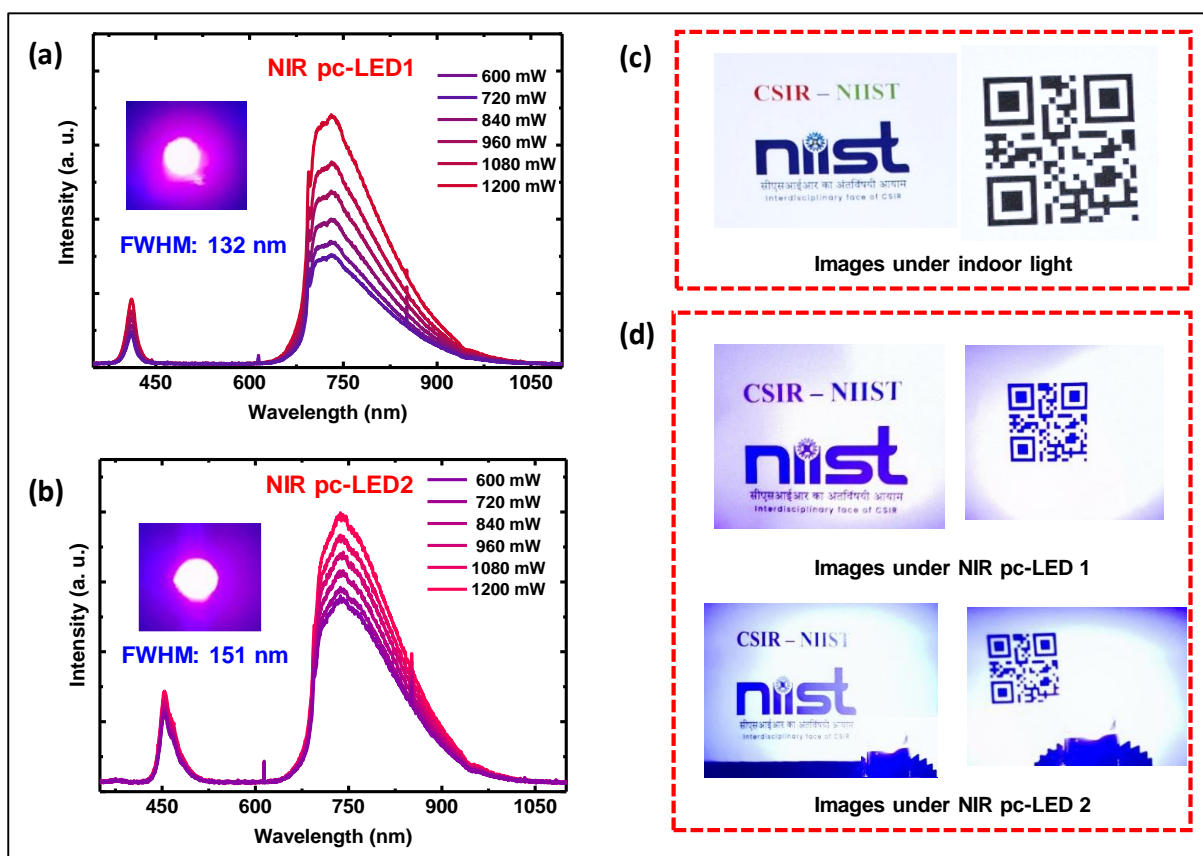 (a)
NIR pc-LED1
600 mW
720 mW
840 mW
960 mW
1080 mW
1200 mW
FWHM: 132 nm
Intensity (a. u.)
450 600 750 900 1050
Wavelength (nm)
(b)
NIR pc-LED2
600 mW
720 mW
840 mW
960 mW
1080 mW
1200 mW
FWHM: 151 nm
Intensity (a. u.)
450 600 750 900 1050
Wavelength (nm)
(c)
CSIR – NIIST
niist
सीएसआईआर का अंतर्विषयी आयाम
Interdisciplinary face of CSIR
Images under indoor light
(d)
CSIR – NIIST
niist
सीएसआईआर का अंतर्विषयी आयाम
Interdisciplinary face of CSIR
Images under NIR pc-LED 1
CSIR – NIIST
niist
सीएसआईआर का अंतर्विषयी आयाम
Interdisciplinary face of CSIR
Images under NIR pc-LED 2